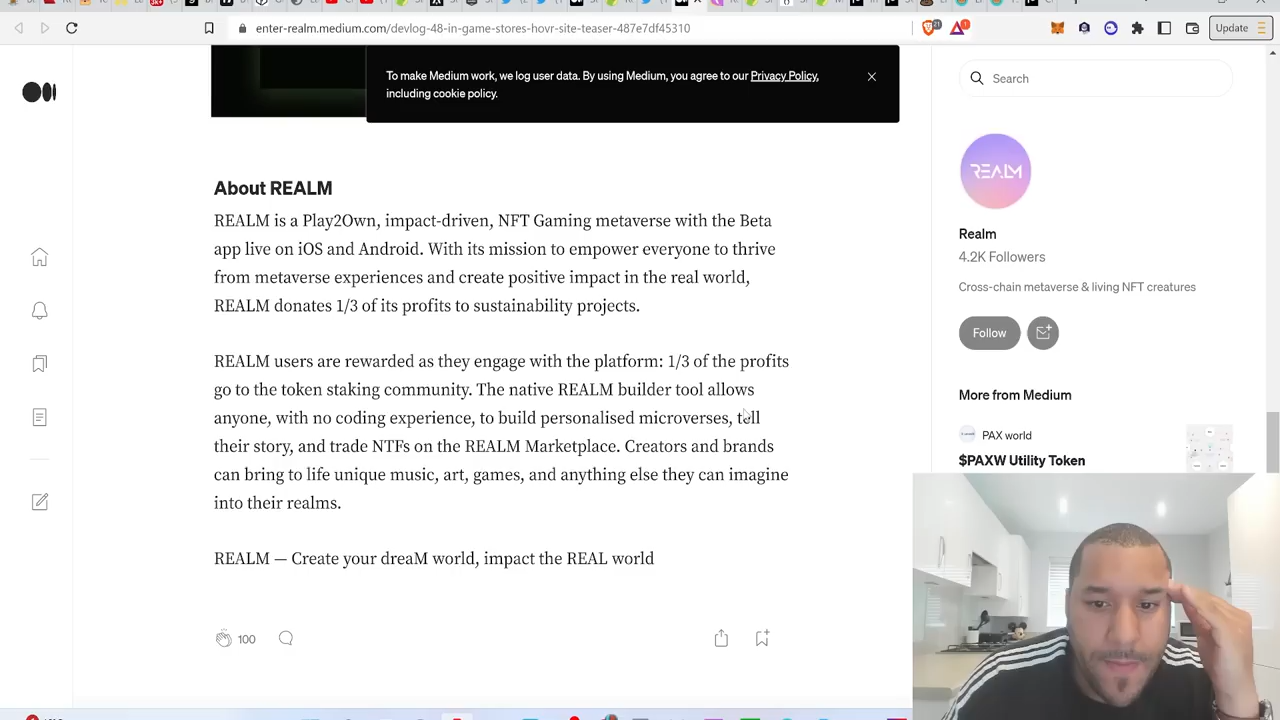 enter-realm.medium.com/devlog-48-in-game-stores-hovr-site-teaser-487e7df45310
21
1
Update
To make Medium work, we log user data. By using Medium, you agree to our Privacy Policy,
including cookie policy.
Search
REALM
About REALM
REALM is a Play2Own, impact-driven, NFT Gaming metaverse with the Beta
app live on iOS and Android. With its mission to empower everyone to thrive
from metaverse experiences and create positive impact in the real world,
REALM donates 1/3 of its profits to sustainability projects.
REALM users are rewarded as they engage with the platform: 1/3 of the profits
go to the token staking community. The native REALM builder tool allows
anyone, with no coding experience, to build personalised microverses, tell
their story, and trade NTFs on the REALM Marketplace. Creators and brands
can bring to life unique music, art, games, and anything else they can imagine
into their realms.
REALM — Create your dreaM world, impact the REAL world
100
Realm
4.2K Followers
Cross-chain metaverse & living NFT creatures
Follow
More from Medium
PAX world
$PAXW Utility Token